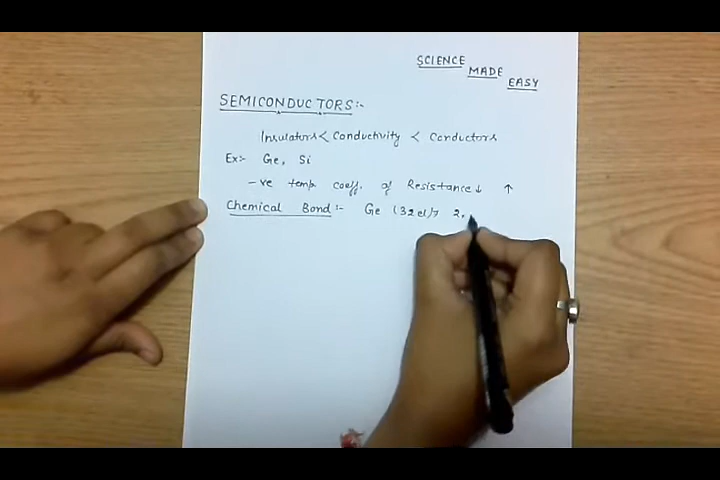 SCIENCE
MADE
EASY
SEMICONDUCTORS:-
Insulators < Conductivity < Conductors
Ex:- Ge, Si
-ve temp. coeff. of Resistance ↓ ↑
Chemical Bond:- Ge (32 el)→ 2,